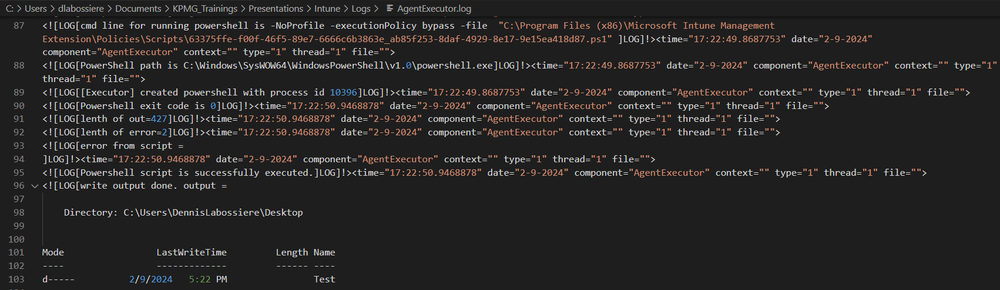 C: > Users > dlabossiere > Documents > KPMG_Trainings > Presentations > Intune > Logs > AgentExecutor.log
87 <![LOG[cmd line for running powershell is -NoProfile -executionPolicy bypass -file  "C:\Program Files (x86)\Microsoft Intune Management
Extension\Policies\Scripts\63375ffe-f00f-46f5-89e7-6666c6b3863e_ab85f253-8daf-4929-8e17-9e15ea418d87.ps1" ]LOG]!><time="17:22:49.8687753" date="2-9-2024"
component="AgentExecutor" context="" type="1" thread="1" file="">
88 <![LOG[PowerShell path is C:\Windows\SysWOW64\WindowsPowerShell\v1.0\powershell.exe]LOG]!><time="17:22:49.8687753" date="2-9-2024" component="AgentExecutor" context="" type="1"
thread="1" file="">
89 <![LOG[[Executor] created powershell with process id 10396]LOG]!><time="17:22:49.8687753" date="2-9-2024" component="AgentExecutor" context="" type="1" thread="1" file="">
90 <![LOG[Powershell exit code is 0]LOG]!><time="17:22:50.9468878" date="2-9-2024" component="AgentExecutor" context="" type="1" thread="1" file="">
91 <![LOG[lenth of out=427]LOG]!><time="17:22:50.9468878" date="2-9-2024" component="AgentExecutor" context="" type="1" thread="1" file="">
92 <![LOG[lenth of error=2]LOG]!><time="17:22:50.9468878" date="2-9-2024" component="AgentExecutor" context="" type="1" thread="1" file="">
93 <![LOG[error from script =
94 ]LOG]!><time="17:22:50.9468878" date="2-9-2024" component="AgentExecutor" context="" type="1" thread="1" file="">
95 <![LOG[Powershell script is successfully executed.]LOG]!><time="17:22:50.9468878" date="2-9-2024" component="AgentExecutor" context="" type="1" thread="1" file="">
96 <![LOG[write output done. output =
97
98 Directory: C:\Users\DennisLabossiere\Desktop
99
100
101 Mode LastWriteTime Length Name
102 ---- ------------- ------ ----
103 d----- 2/9/2024 5:22 PM Test